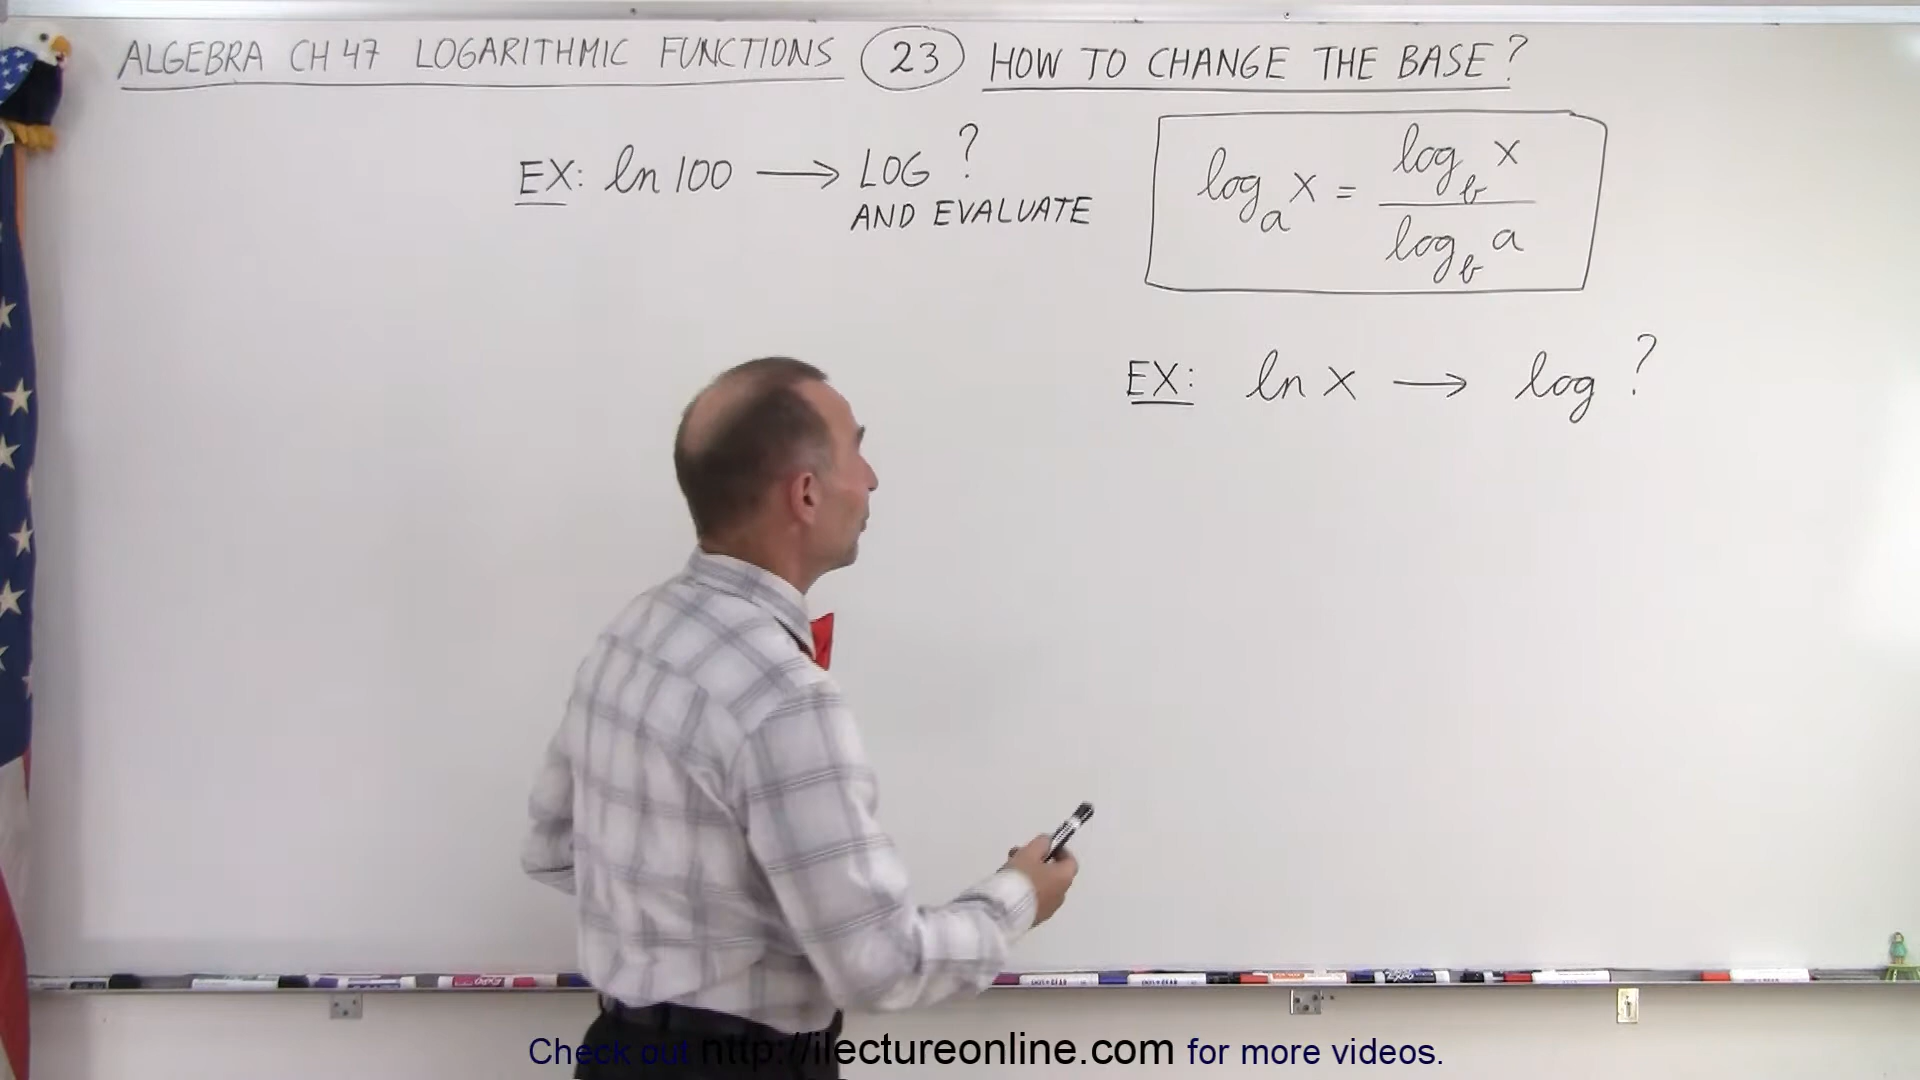 ALGEBRA CH 47 LOGARITHMIC FUNCTIONS 23 HOW TO CHANGE THE BASE?
EX: ln 100 → LOG ?
AND EVALUATE
logₐ x = log_b x / log_b a
EX: ln x → log ?
Check out http://ilectureonline.com for more videos.